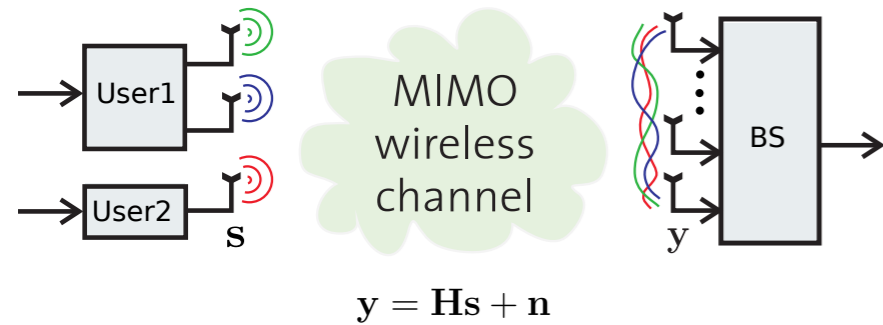 User1
User2
s
MIMO
wireless
channel
BS
y
y = Hs + n